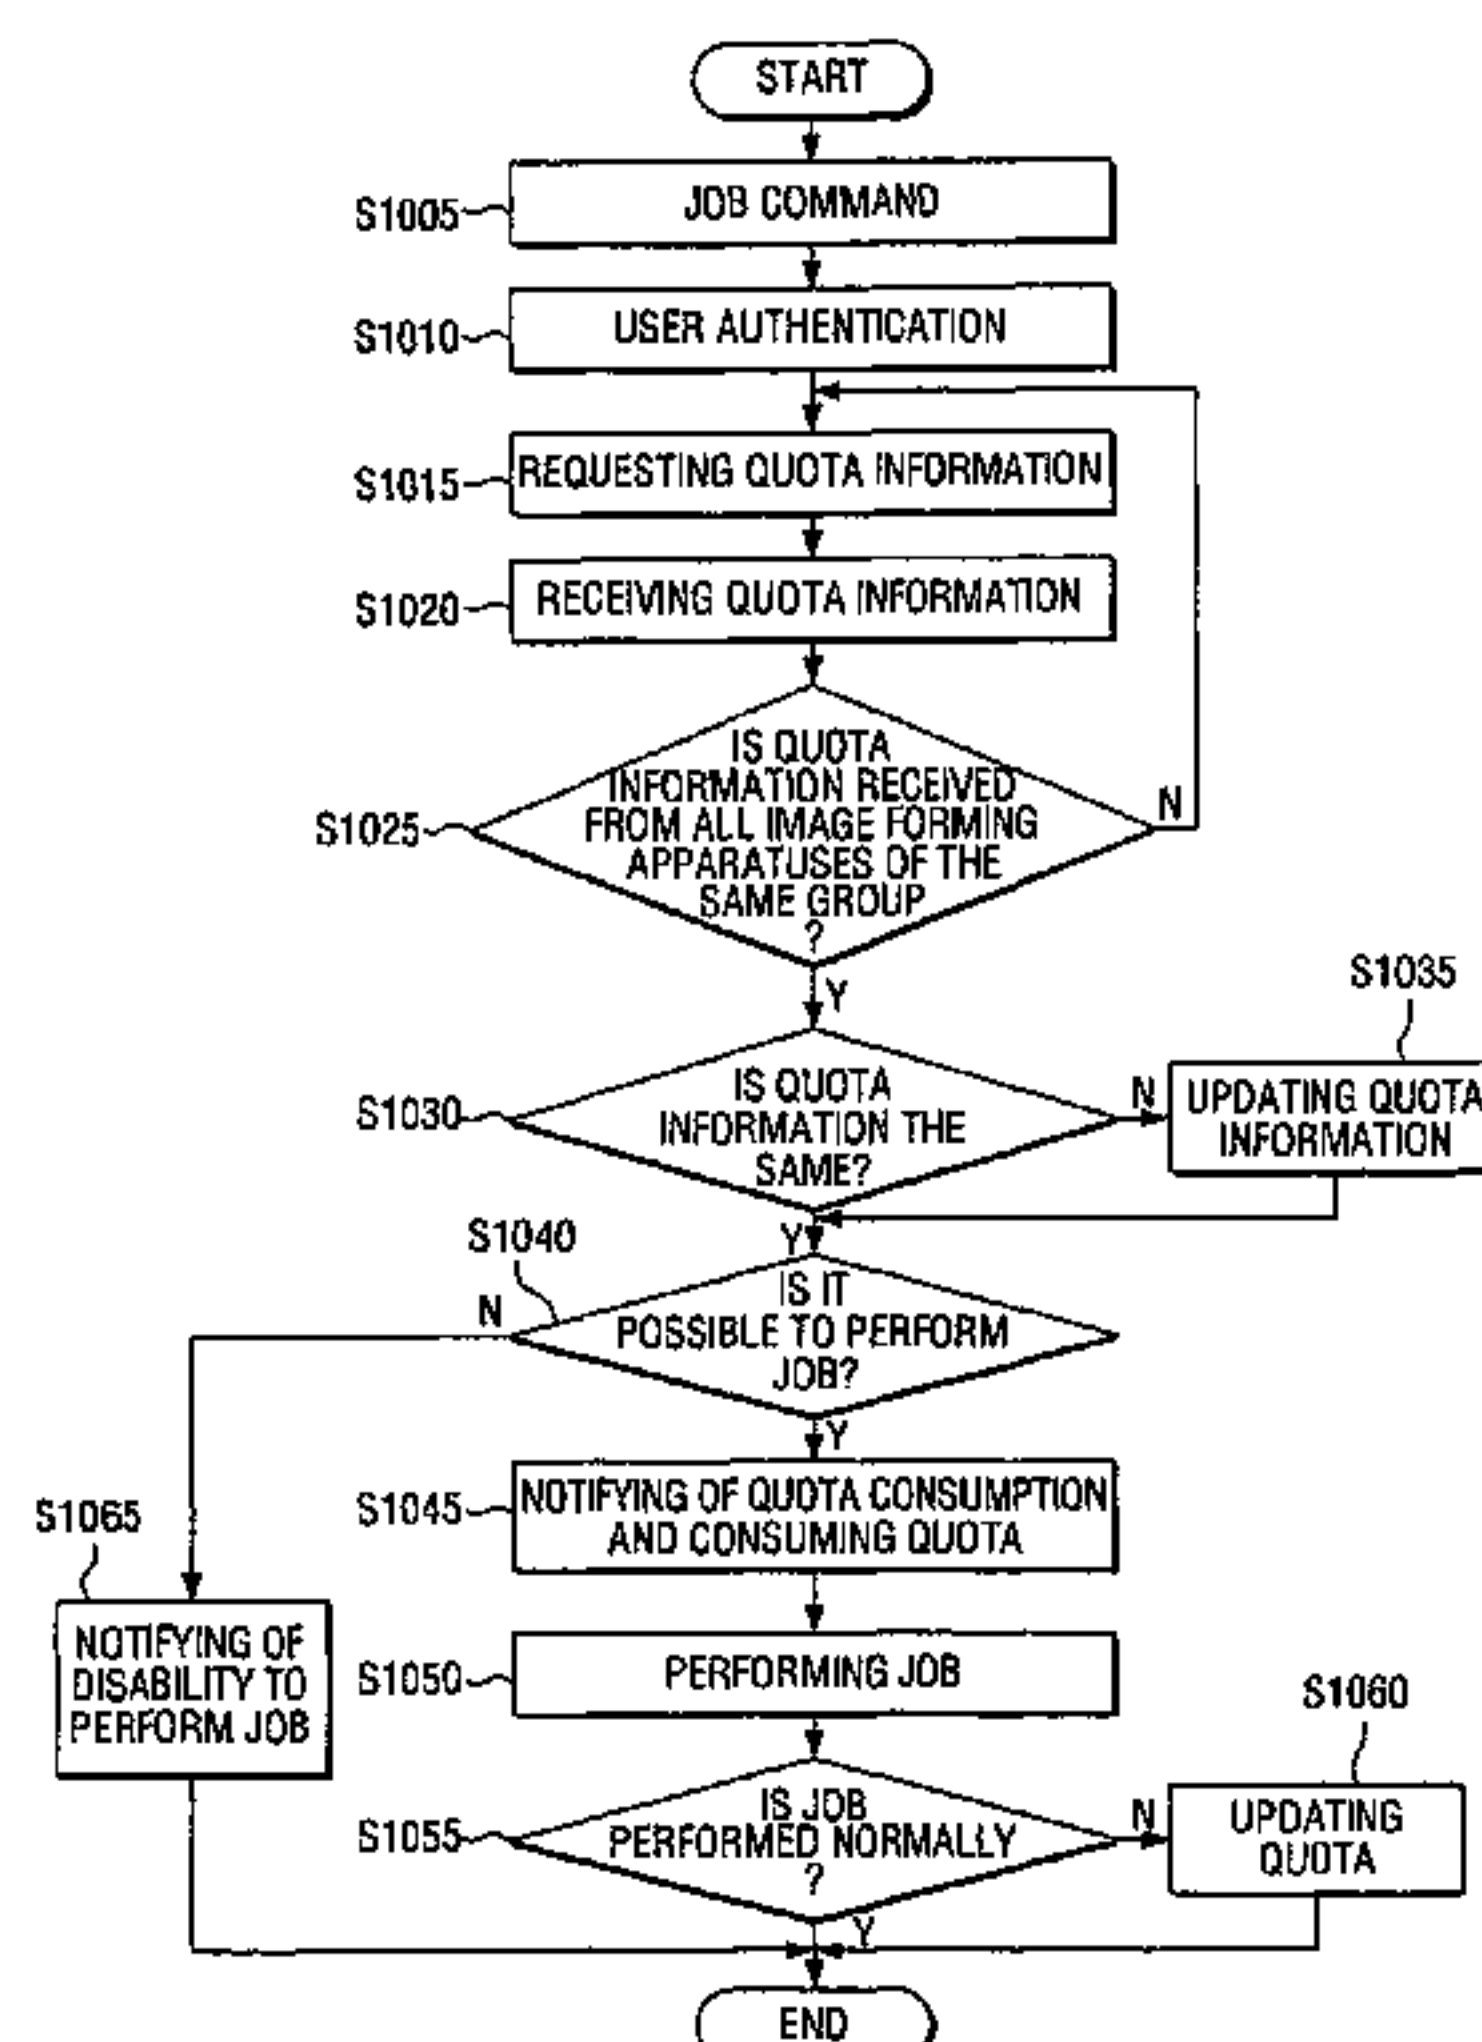 START
S1005
JOB COMMAND
S1010
USER AUTHENTICATION
S1015
REQUESTING QUOTA INFORMATION
S1020
RECEIVING QUOTA INFORMATION
S1025
IS QUOTA
INFORMATION RECEIVED
FROM ALL IMAGE FORMING
APPARATUSES OF THE
SAME GROUP
?
N
Y
S1030
IS QUOTA
INFORMATION THE
SAME?
N
S1035
UPDATING QUOTA
INFORMATION
Y
S1040
IS IT
POSSIBLE TO PERFORM
JOB?
N
Y
S1045
NOTIFYING OF QUOTA CONSUMPTION
AND CONSUMING QUOTA
S1065
NOTIFYING OF
DISABILITY TO
PERFORM JOB
S1050
PERFORMING JOB
S1055
IS JOB
PERFORMED NORMALLY
?
N
S1060
UPDATING
QUOTA
Y
END